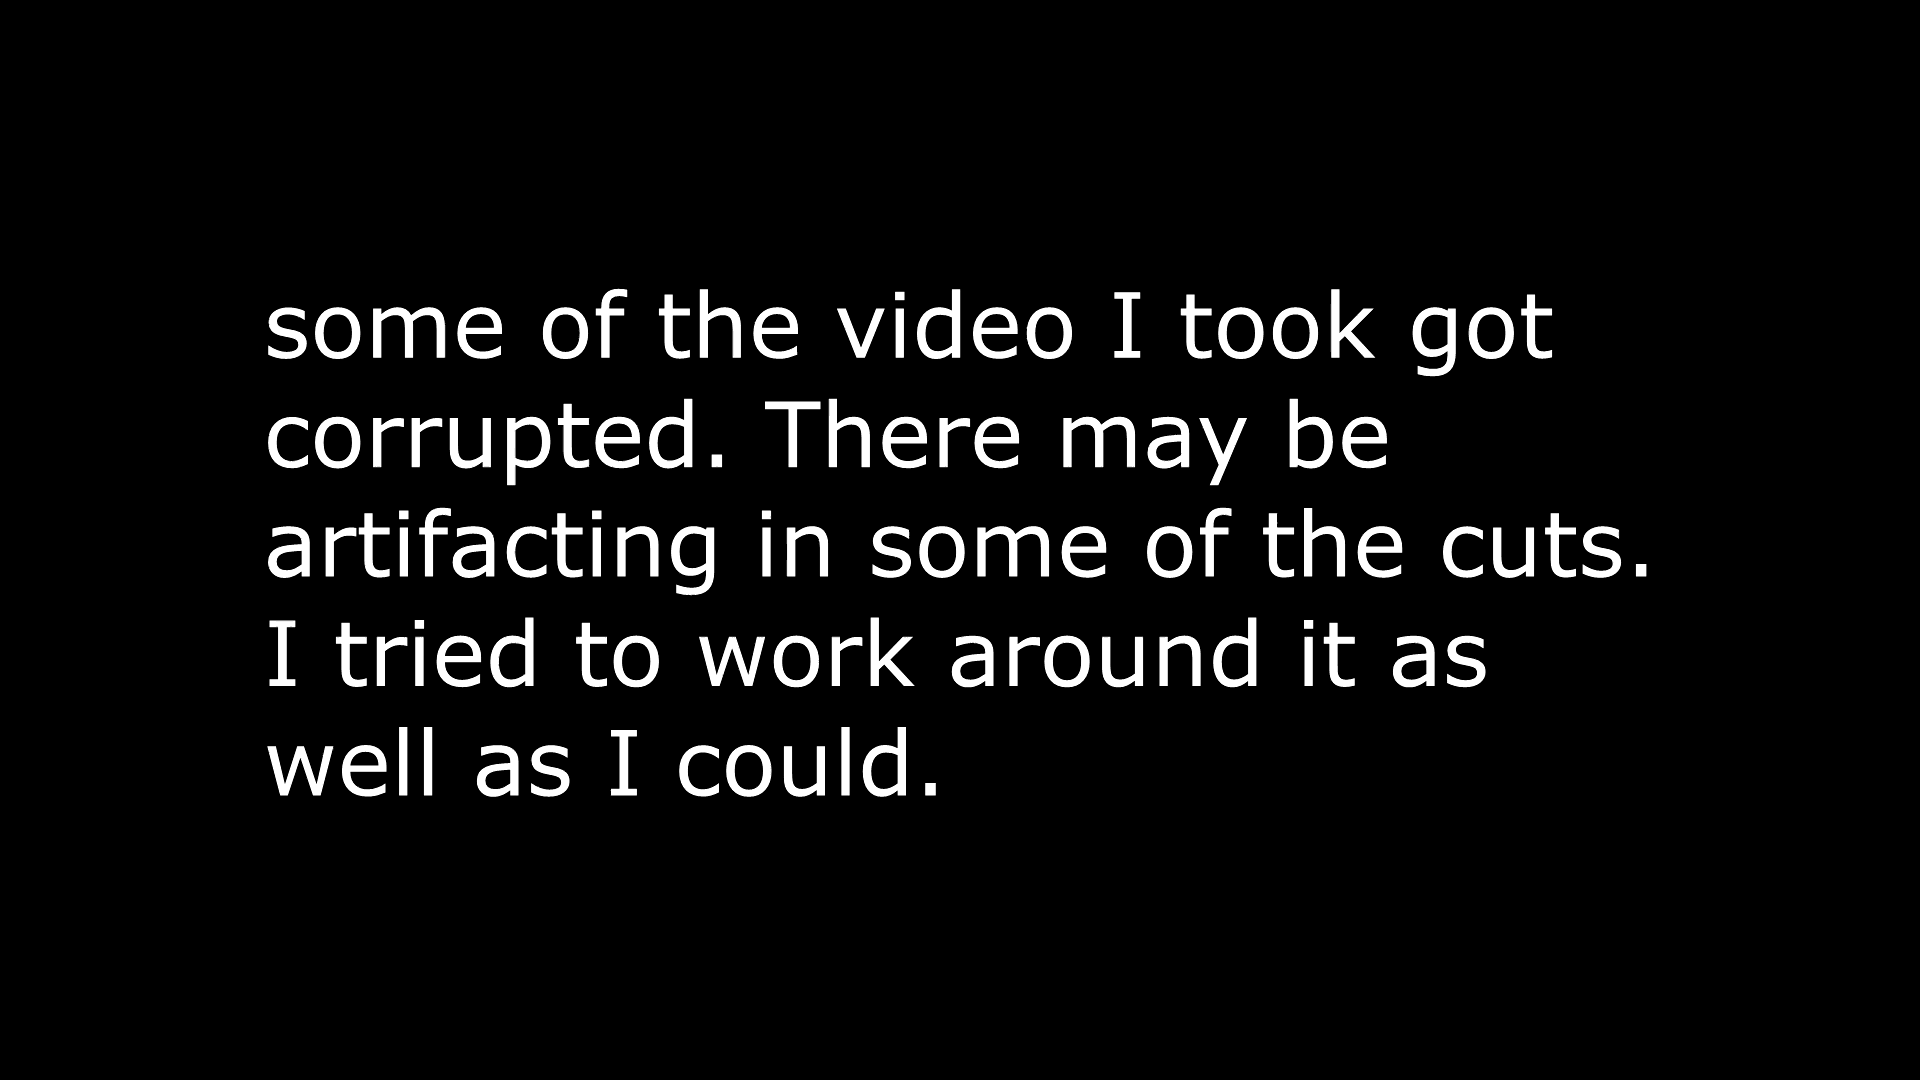 some of the video I took got
corrupted. There may be
artifacting in some of the cuts.
I tried to work around it as
well as I could.